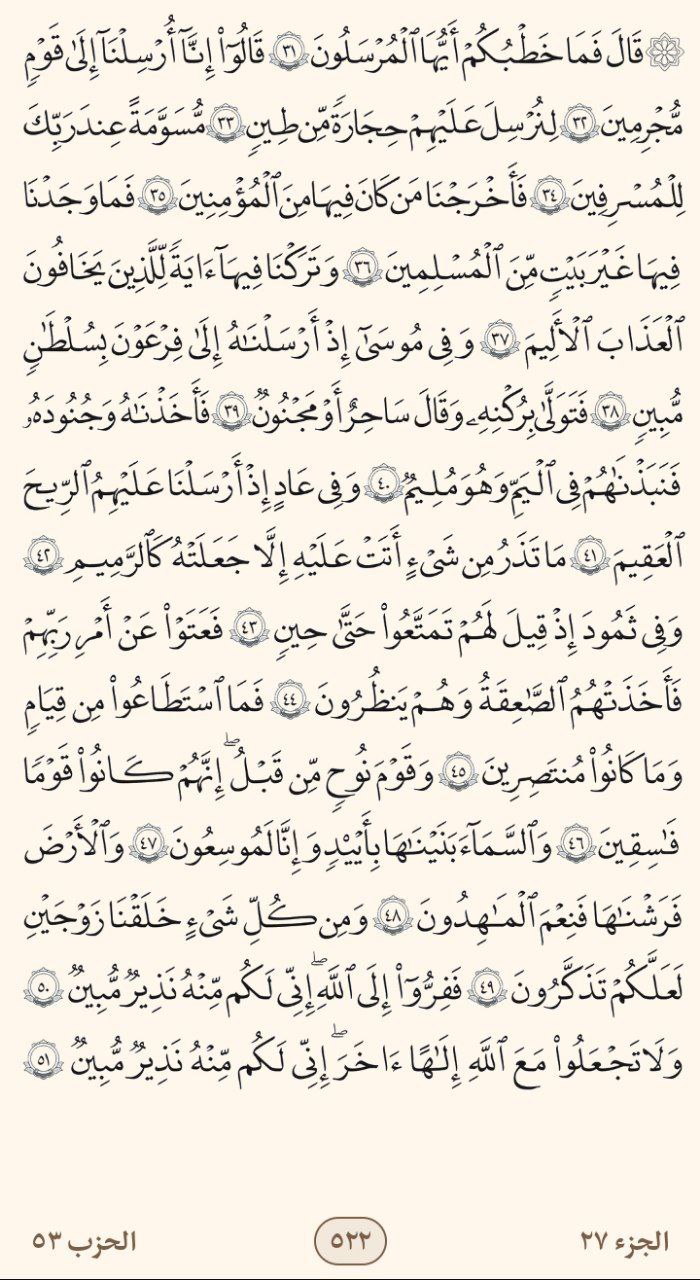 ۞ قَالَ فَمَا خَطْبُكُمْ أَيُّهَا ٱلْمُرْسَلُونَ ٣١ قَالُوٓا۟ إِنَّآ أُرْسِلْنَآ إِلَىٰ قَوْمٍ
مُّجْرِمِينَ ٣٢ لِنُرْسِلَ عَلَيْهِمْ حِجَارَةً مِّن طِينٍ ٣٣ مُّسَوَّمَةً عِندَ رَبِّكَ
لِلْمُسْرِفِينَ ٣٤ فَأَخْرَجْنَا مَن كَانَ فِيهَا مِنَ ٱلْمُؤْمِنِينَ ٣٥ فَمَا وَجَدْنَا
فِيهَا غَيْرَ بَيْتٍ مِّنَ ٱلْمُسْلِمِينَ ٣٦ وَتَرَكْنَا فِيهَآ ءَايَةً لِّلَّذِينَ يَخَافُونَ
ٱلْعَذَابَ ٱلْأَلِيمَ ٣٧ وَفِى مُوسَىٰٓ إِذْ أَرْسَلْنَـٰهُ إِلَىٰ فِرْعَوْنَ بِسُلْطَـٰنٍ
مُّبِينٍ ٣٨ فَتَوَلَّىٰ بِرُكْنِهِۦ وَقَالَ سَـٰحِرٌ أَوْ مَجْنُونٌ ٣٩ فَأَخَذْنَـٰهُ وَجُنُودَهُۥ
فَنَبَذْنَـٰهُمْ فِى ٱلْيَمِّ وَهُوَ مُلِيمٌ ٤٠ وَفِى عَادٍ إِذْ أَرْسَلْنَا عَلَيْهِمُ ٱلرِّيحَ
ٱلْعَقِيمَ ٤١ مَا تَذَرُ مِن شَىْءٍ أَتَتْ عَلَيْهِ إِلَّا جَعَلَتْهُ كَٱلرَّمِيمِ ٤٢
وَفِى ثَمُودَ إِذْ قِيلَ لَهُمْ تَمَتَّعُوا۟ حَتَّىٰ حِينٍ ٤٣ فَعَتَوْا۟ عَنْ أَمْرِ رَبِّهِمْ
فَأَخَذَتْهُمُ ٱلصَّـٰعِقَةُ وَهُمْ يَنظُرُونَ ٤٤ فَمَا ٱسْتَطَـٰعُوا۟ مِن قِيَامٍ
وَمَا كَانُوا۟ مُنتَصِرِينَ ٤٥ وَقَوْمَ نُوحٍ مِّن قَبْلُ ۖ إِنَّهُمْ كَانُوا۟ قَوْمًا
فَـٰسِقِينَ ٤٦ وَٱلسَّمَآءَ بَنَيْنَـٰهَا بِأَيْي۟دٍ وَإِنَّا لَمُوسِعُونَ ٤٧ وَٱلْأَرْضَ
فَرَشْنَـٰهَا فَنِعْمَ ٱلْمَـٰهِدُونَ ٤٨ وَمِن كُلِّ شَىْءٍ خَلَقْنَا زَوْجَيْنِ
لَعَلَّكُمْ تَذَكَّرُونَ ٤٩ فَفِرُّوٓا۟ إِلَى ٱللَّهِ ۖ إِنِّى لَكُم مِّنْهُ نَذِيرٌ مُّبِينٌ ٥٠
وَلَا تَجْعَلُوا۟ مَعَ ٱللَّهِ إِلَـٰهًا ءَاخَرَ ۖ إِنِّى لَكُم مِّنْهُ نَذِيرٌ مُّبِينٌ ٥١
الجزء ٢٧ ٥٢٢ الحزب ٥٣